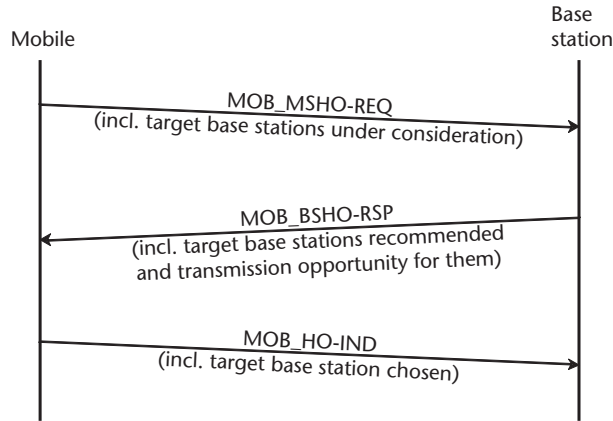 Mobile
Base
station
MOB_MSHO-REQ
(incl. target base stations under consideration)
MOB_BSHO-RSP
(incl. target base stations recommended
and transmission opportunity for them)
MOB_HO-IND
(incl. target base station chosen)